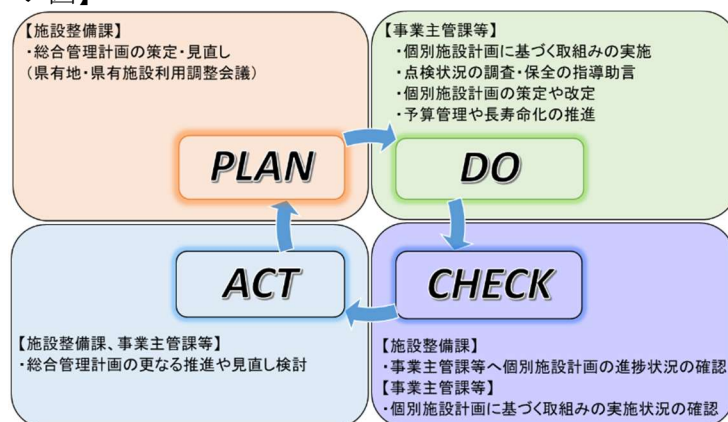 【施設整備課】
・総合管理計画の策定・見直し
（県有地・県有施設利用調整会議）
PLAN
【事業主管課等】
・個別施設計画に基づく取組みの実施
・点検状況の調査・保全の指導助言
・個別施設計画の策定や改定
・予算管理や長寿命化の推進
DO
ACT
【施設整備課、事業主管課等】
・総合管理計画の更なる推進や見直し検討
CHECK
【施設整備課】
・事業主管課等へ個別施設計画の進捗状況の確認
【事業主管課等】
・個別施設計画に基づく取組みの実施状況の確認